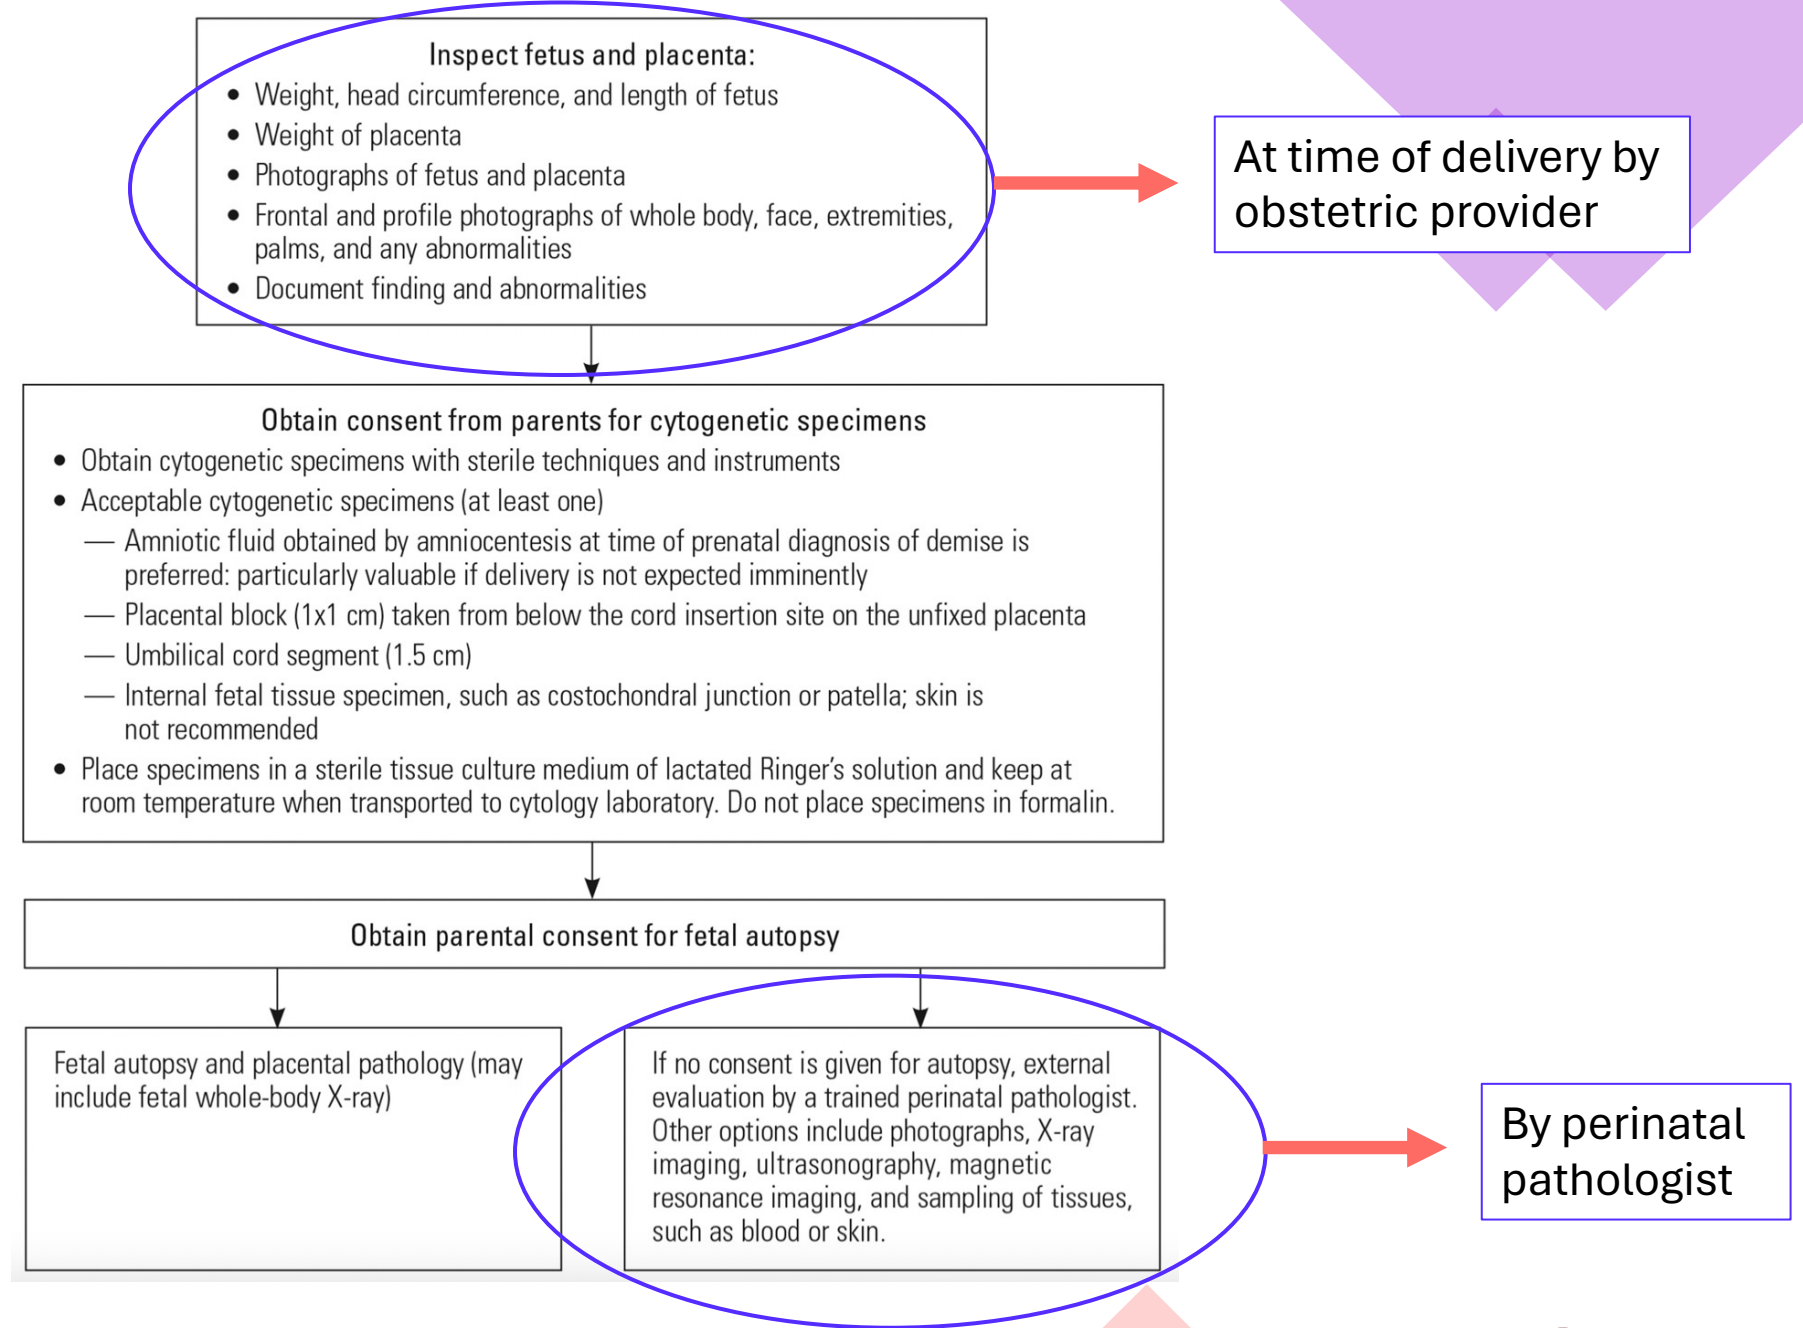 Inspect fetus and placenta:
• Weight, head circumference, and length of fetus
• Weight of placenta
• Photographs of fetus and placenta
• Frontal and profile photographs of whole body, face, extremities,
palms, and any abnormalities
• Document finding and abnormalities
At time of delivery by
obstetric provider
Obtain consent from parents for cytogenetic specimens
• Obtain cytogenetic specimens with sterile techniques and instruments
• Acceptable cytogenetic specimens (at least one)
— Amniotic fluid obtained by amniocentesis at time of prenatal diagnosis of demise is
preferred: particularly valuable if delivery is not expected imminently
— Placental block (1x1 cm) taken from below the cord insertion site on the unfixed placenta
— Umbilical cord segment (1.5 cm)
— Internal fetal tissue specimen, such as costochondral junction or patella; skin is
not recommended
• Place specimens in a sterile tissue culture medium of lactated Ringer’s solution and keep at
room temperature when transported to cytology laboratory. Do not place specimens in formalin.
Obtain parental consent for fetal autopsy
Fetal autopsy and placental pathology (may
include fetal whole-body X-ray)
If no consent is given for autopsy, external
evaluation by a trained perinatal pathologist.
Other options include photographs, X-ray
imaging, ultrasonography, magnetic
resonance imaging, and sampling of tissues,
such as blood or skin.
By perinatal
pathologist